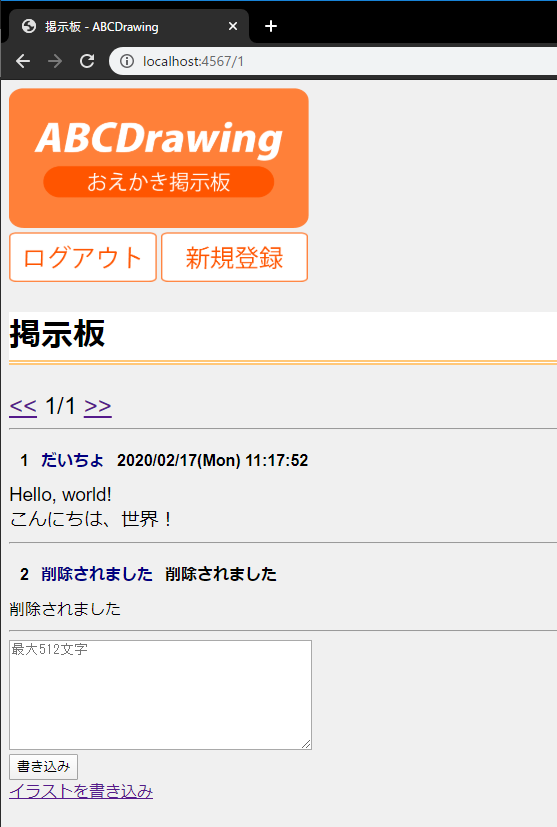 掲示板 - ABCDrawing
localhost:4567/1
ABCDrawing
おえかき掲示板
ログアウト 新規登録
掲示板
<< 1/1 >>
1 だいちょ 2020/02/17(Mon) 11:17:52
Hello, world!
こんにちは、世界！
2 削除されました 削除されました
削除されました
最大512文字
書き込み
イラストを書き込み